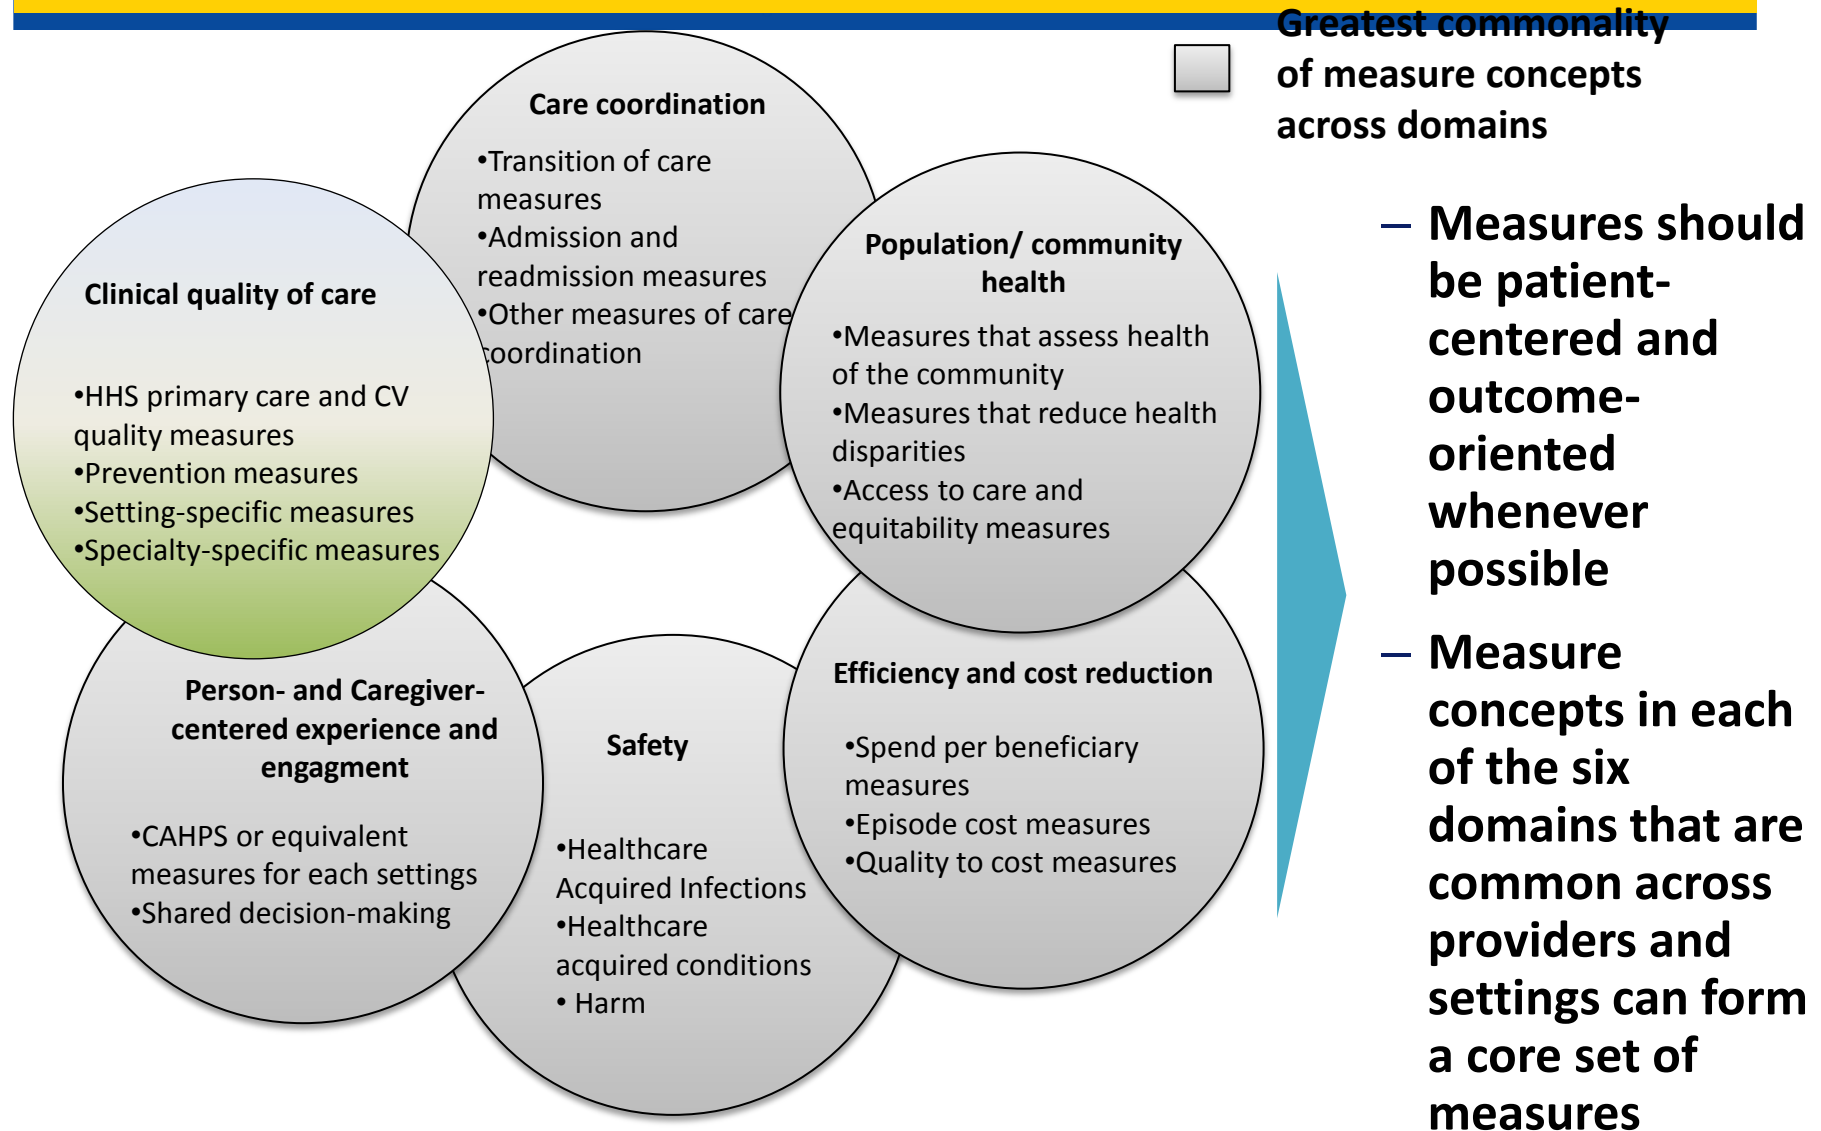 Greatest commonality
of measure concepts
across domains
Care coordination
•Transition of care
measures
•Admission and
readmission measures
•Other measures of care
coordination
Population/ community
health
•Measures that assess health
of the community
•Measures that reduce health
disparities
•Access to care and
equitability measures
Clinical quality of care
•HHS primary care and CV
quality measures
•Prevention measures
•Setting-specific measures
•Specialty-specific measures
Person- and Caregiver-
centered experience and
engagment
•CAHPS or equivalent
measures for each settings
•Shared decision-making
Safety
•Healthcare
Acquired Infections
•Healthcare
acquired conditions
• Harm
Efficiency and cost reduction
•Spend per beneficiary
measures
•Episode cost measures
•Quality to cost measures
– Measures should
be patient-
centered and
outcome-
oriented
whenever
possible
– Measure
concepts in each
of the six
domains that are
common across
providers and
settings can form
a core set of
measures